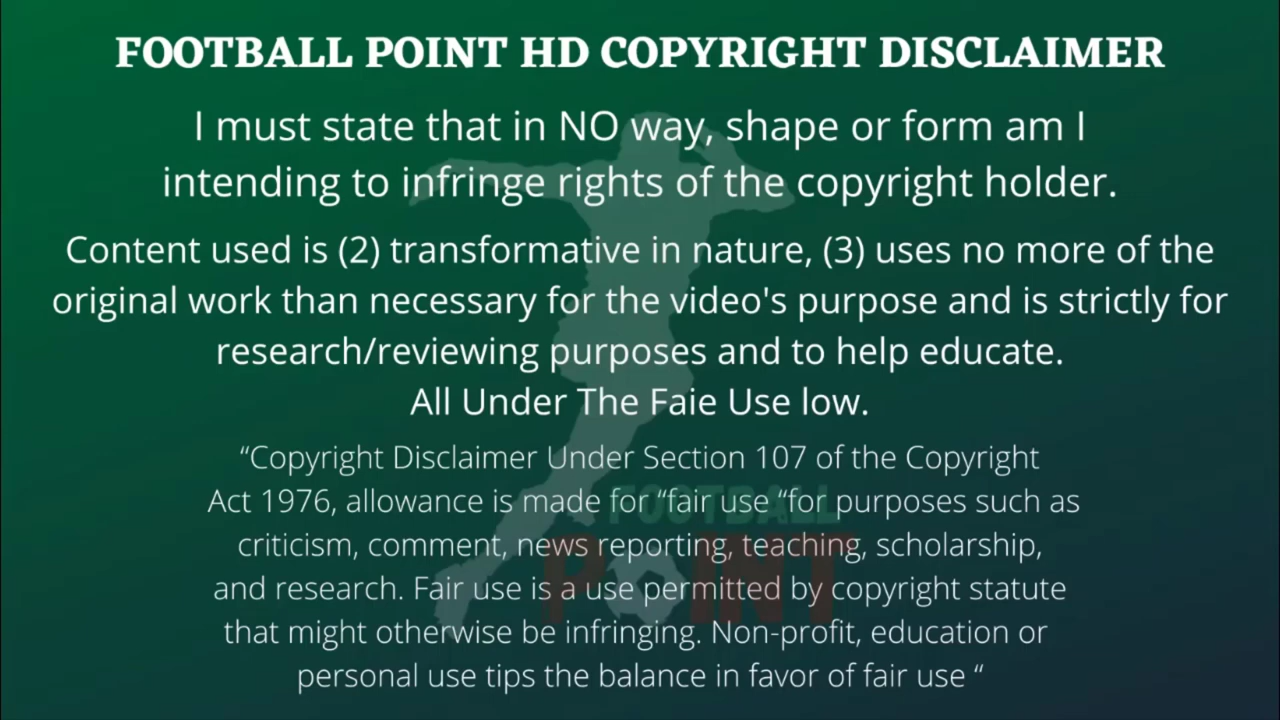 FOOTBALL POINT HD COPYRIGHT DISCLAIMER
I must state that in NO way, shape or form am I
intending to infringe rights of the copyright holder.
Content used is (2) transformative in nature, (3) uses no more of the
original work than necessary for the video's purpose and is strictly for
research/reviewing purposes and to help educate.
All Under The Faie Use low.
“Copyright Disclaimer Under Section 107 of the Copyright
Act 1976, allowance is made for “fair use “for purposes such as
criticism, comment, news reporting, teaching, scholarship,
and research. Fair use is a use permitted by copyright statute
that might otherwise be infringing. Non-profit, education or
personal use tips the balance in favor of fair use “
FOOTBALL
POINT